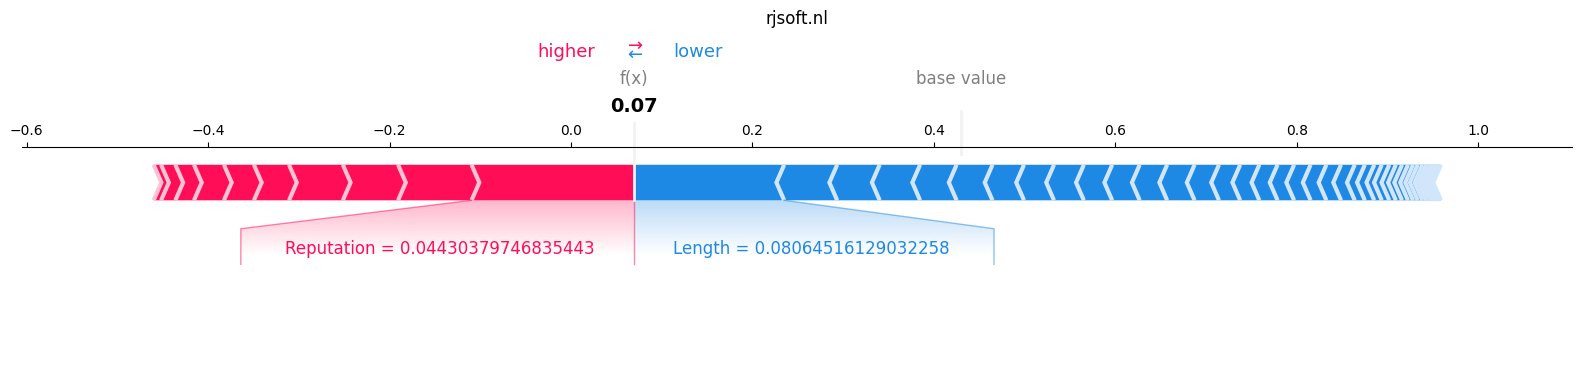 rjsoft.nl
higher ⇄ lower
f(x) base value
0.07
−0.6 −0.4 −0.2 0.0 0.2 0.4 0.6 0.8 1.0
Reputation = 0.04430379746835443 Length = 0.08064516129032258